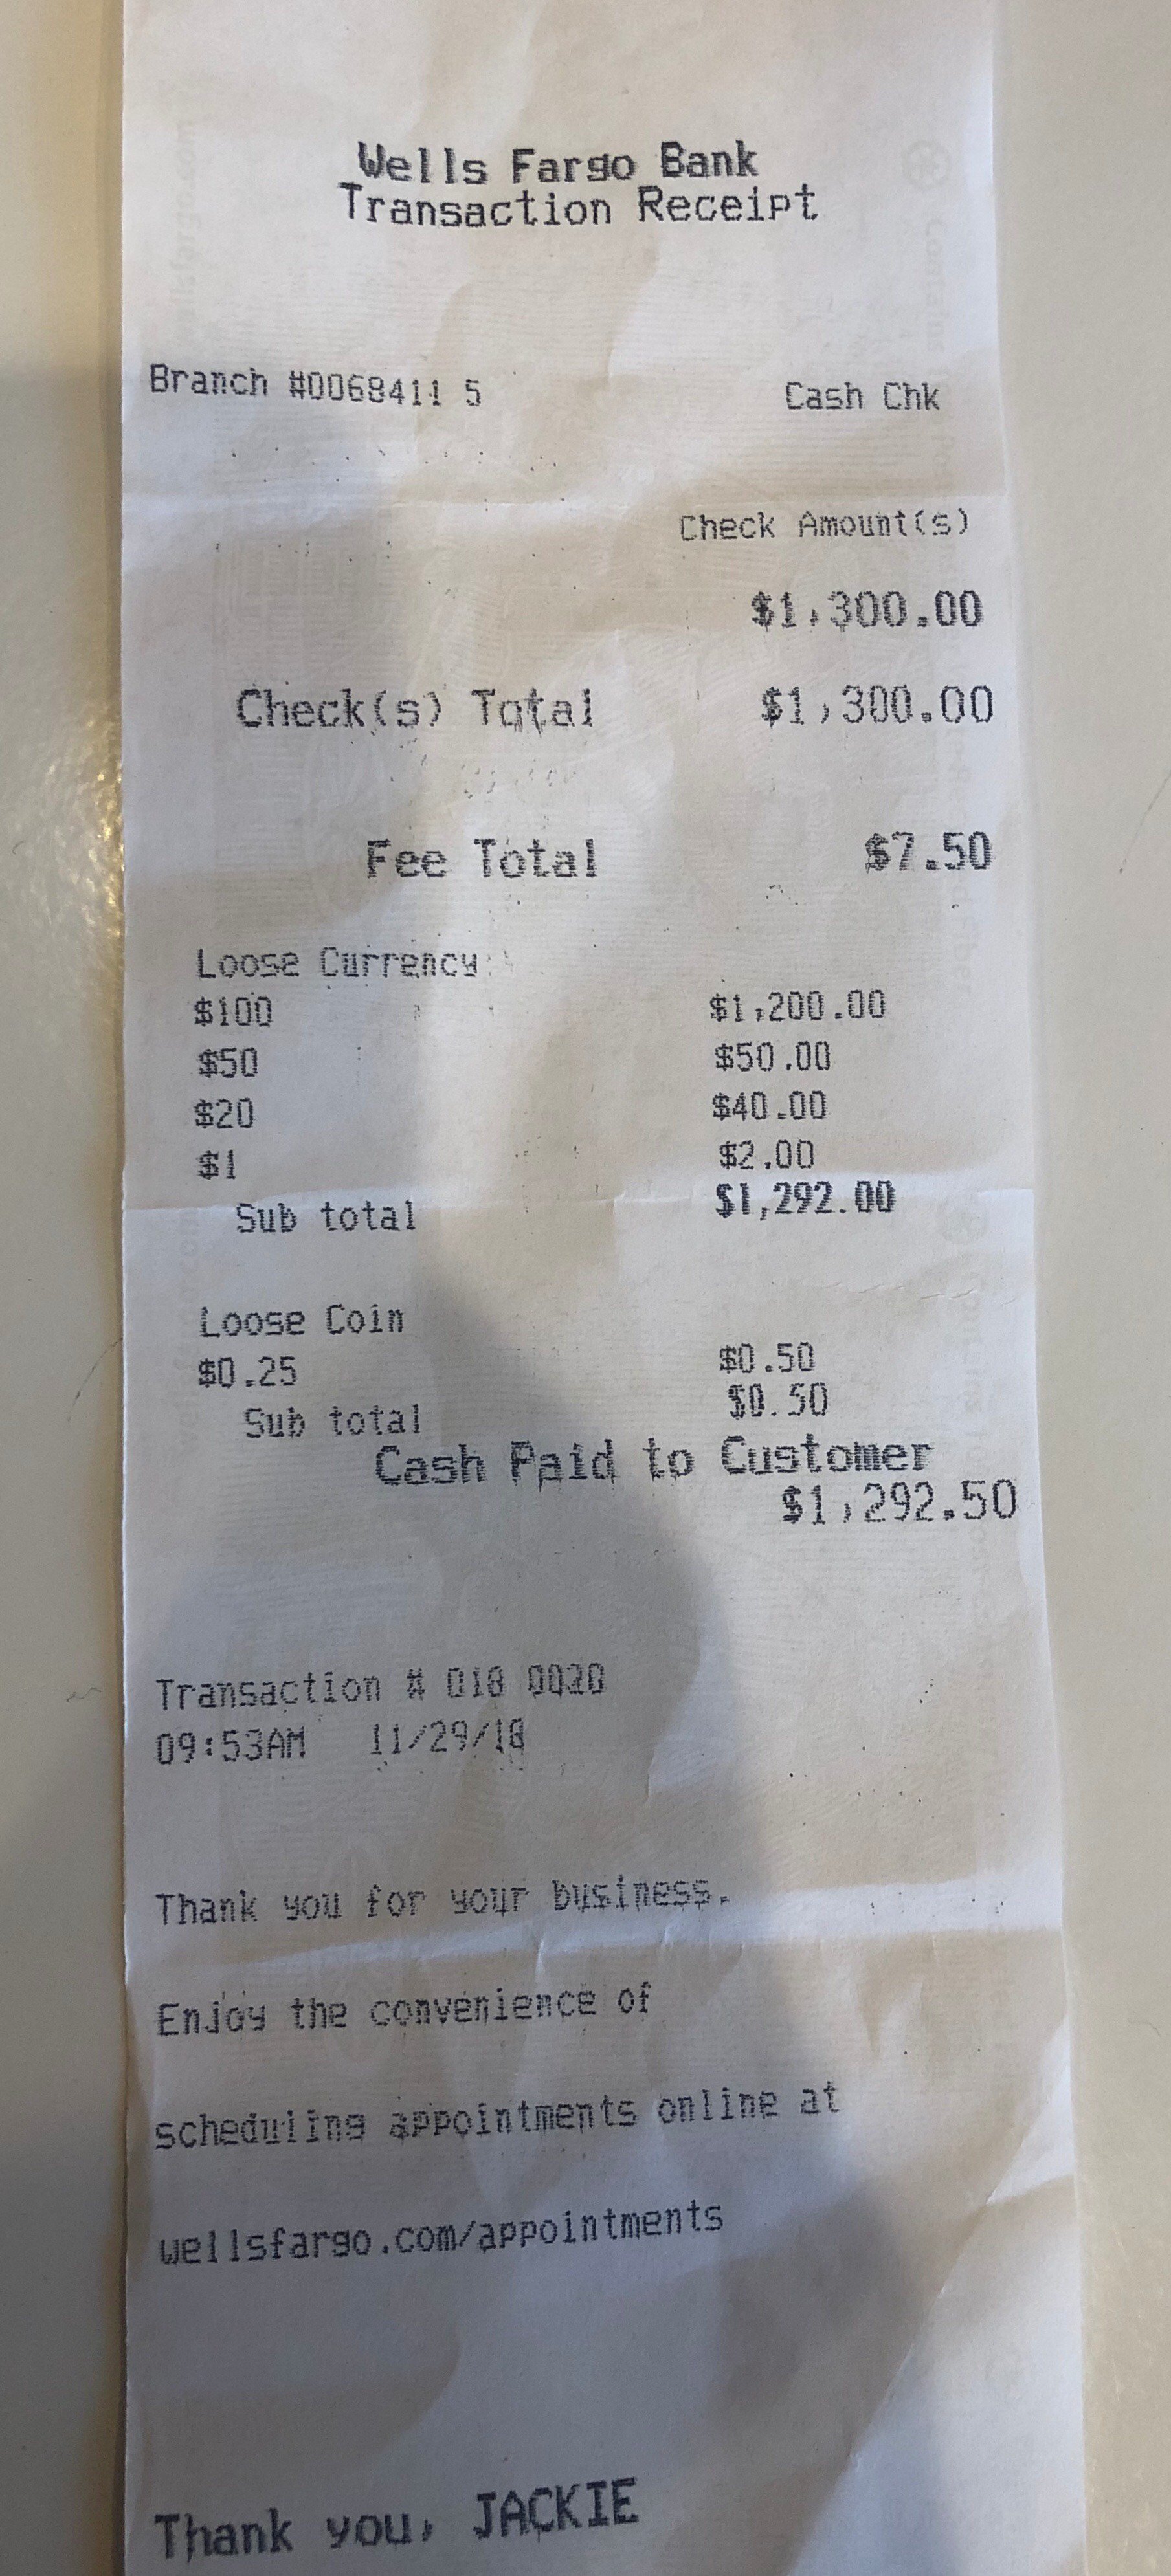 Wells Fargo Bank
Transaction Receipt
Branch #0068411 5 Cash Chk
Check Amount(s)
$1,300.00
Check(s) Total $1,300.00
Fee Total $7.50
Loose Currency
$100 $1,200.00
$50 $50.00
$20 $40.00
$1 $2.00
Sub total $1,292.00
Loose Coin
$0.25 $0.50
Sub total $0.50
Cash Paid to Customer
$1,292.50
Transaction # 018 0020
09:53AM 11/29/18
Thank you for your business.
Enjoy the convenience of
scheduling appointments online at
wellsfargo.com/appointments
Thank you, JACKIE